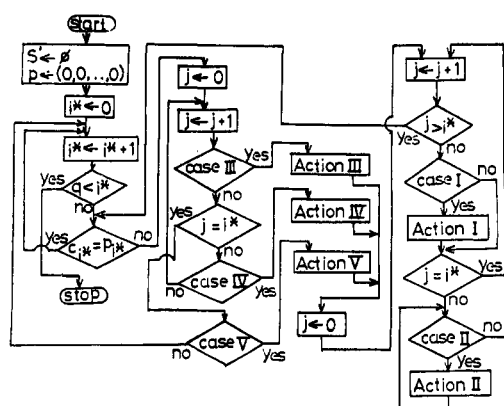 start
S'←ø
p←(0,0,...,0)
i*←0
i*←i*+1
yes
q<i*
no
yes
c_i*=p_i*
no
stop
j←0
j←j+1
case III
yes
no
j=i*
yes
no
case IV
no
yes
case V
no
yes
Action III
Action IV
Action V
j←0
j←j+1
j>i*
yes
no
case I
no
yes
Action I
j=i*
yes
no
case II
no
yes
Action II